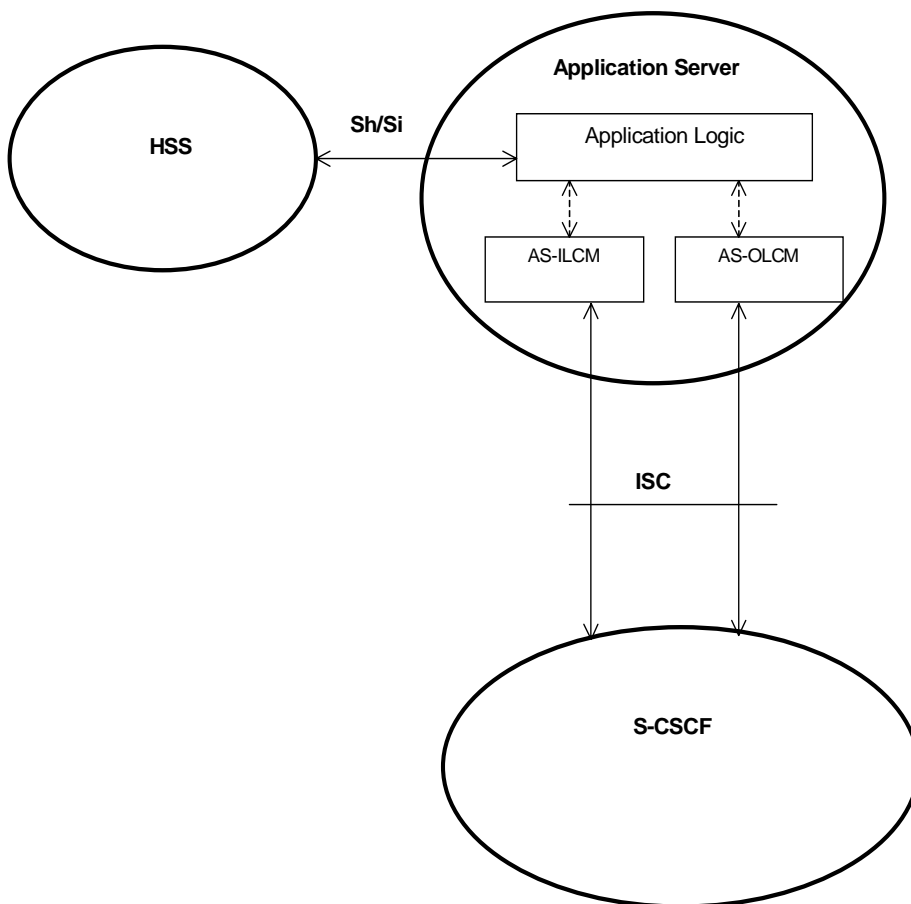 Application Server
Sh/Si
HSS
Application Logic
AS-ILCM
AS-OLCM
ISC
S-CSCF